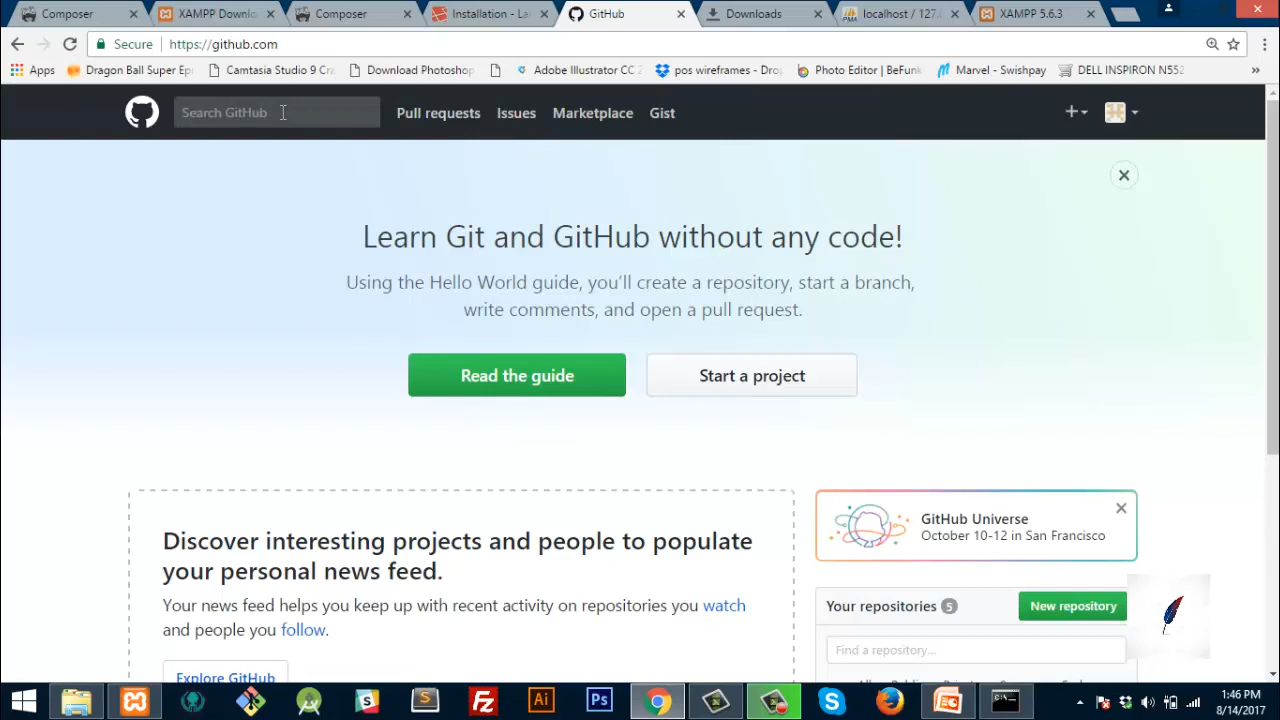 Composer
XAMPP Downlo
Composer
Installation - La
GitHub
Downloads
localhost / 127.
XAMPP 5.6.3
Secure
https://github.com
Apps
Dragon Ball Super Epi
Camtasia Studio 9 Cra
Download Photoshop
Adobe Illustrator CC 2
pos wireframes - Drop
Photo Editor | BeFunk
Marvel - Swishpay
DELL INSPIRON N552
»
Search GitHub
Pull requests
Issues
Marketplace
Gist
Learn Git and GitHub without any code!
Using the Hello World guide, you’ll create a repository, start a branch,
write comments, and open a pull request.
Read the guide
Start a project
Discover interesting projects and people to populate
your personal news feed.
Your news feed helps you keep up with recent activity on repositories you watch
and people you follow.
Explore GitHub
GitHub Universe
October 10-12 in San Francisco
Your repositories 5
New repository
Find a repository...
Ai
Ps
1:46 PM
8/14/2017